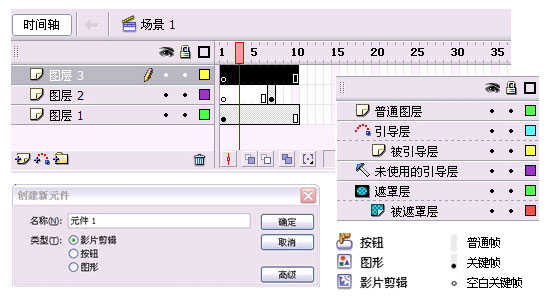 时间轴
场景 1
1 5 10 15 20 25 30 35
图层 3
图层 2
图层 1
普通图层
引导层
被引导层
未使用的引导层
遮罩层
被遮罩层
创建新元件
名称(N): 元件 1
确定
类型(T): 影片剪辑
取消
按钮
图形
高级
按钮 普通帧
图形 关键帧
影片剪辑 空白关键帧